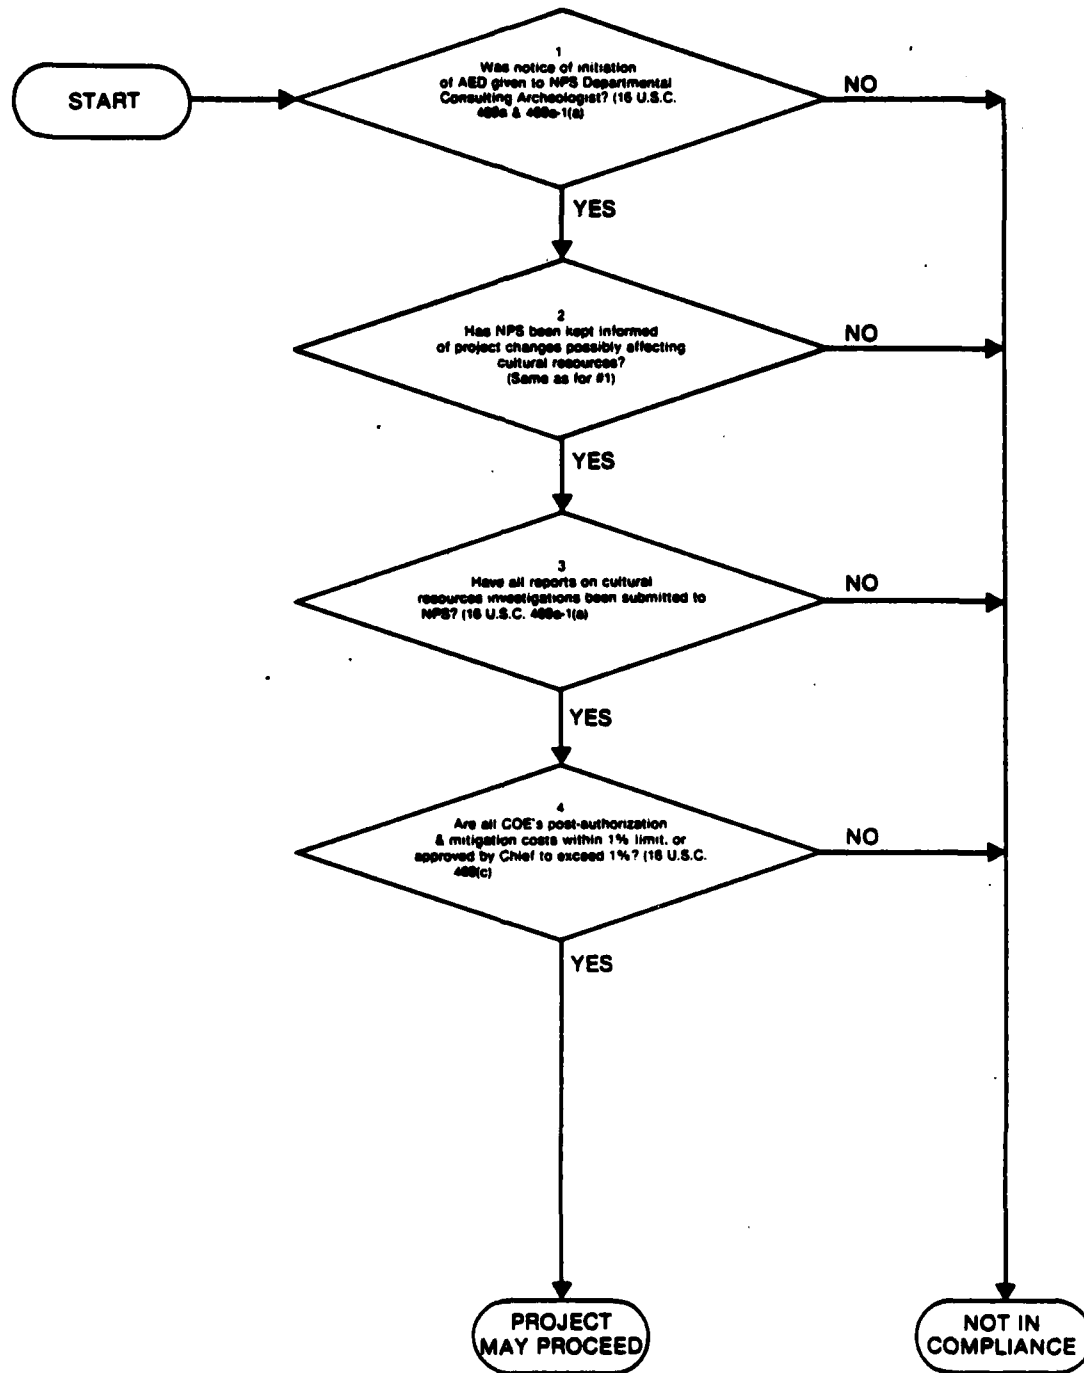 START
1
Was notice of initiation
of AED given to NPS Departmental
Consulting Archeologist? (16 U.S.C.
469a & 469a-1(a)
NO
YES
2
Has NPS been kept informed
of project changes possibly affecting
cultural resources?
(Same as for #1)
NO
YES
3
Have all reports on cultural
resources investigations been submitted to
NPS? (16 U.S.C. 469a-1(a)
NO
YES
4
Are all COE's post-authorization
& mitigation costs within 1% limit, or
approved by Chief to exceed 1%? (16 U.S.C.
469(c)
NO
YES
PROJECT
MAY PROCEED
NOT IN
COMPLIANCE